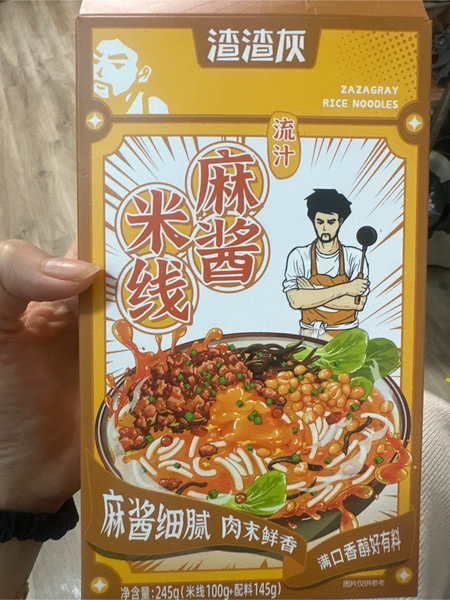 渣渣灰
ZAZAGRAY
RICE NOODLES
流汁
麻酱
米线
麻酱细腻 肉末鲜香
满口香醇好有料
净含量:245g(米线100g+配料145g)
图片仅供参考